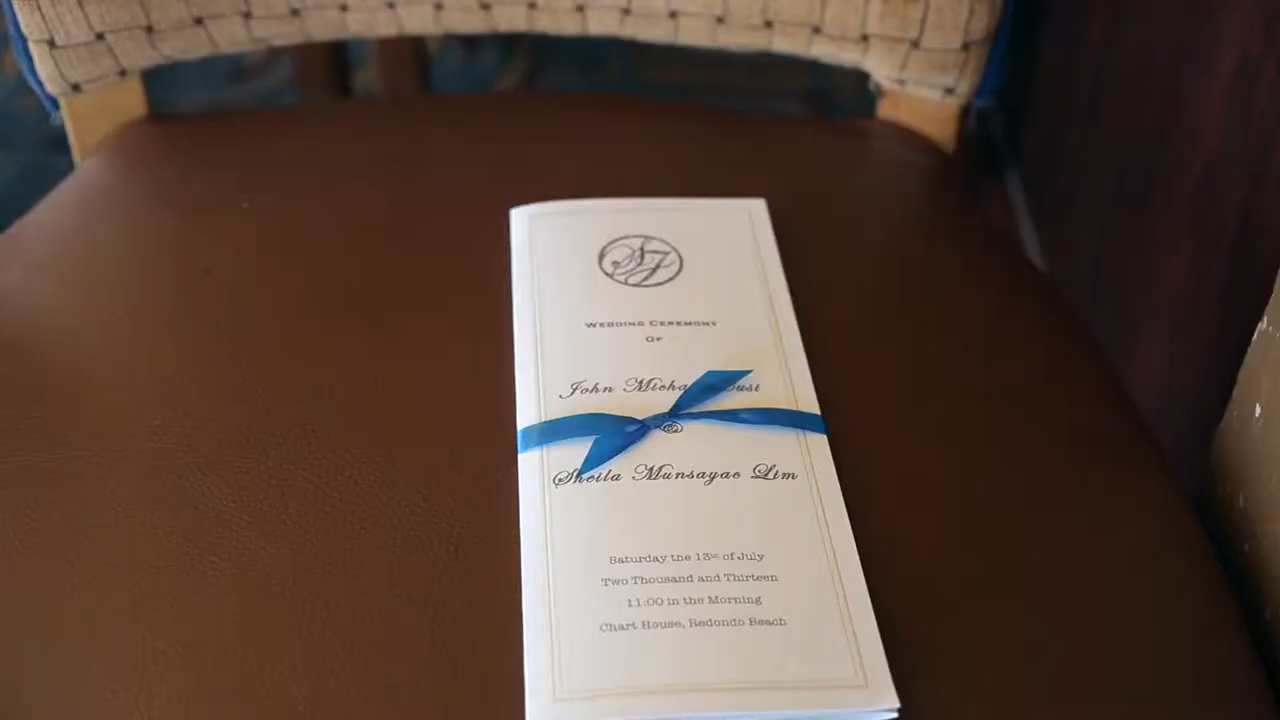 SJ
WEDDING CEREMONY
OF
John
&
Sheila Munsayac Lim
Saturday the 13th of July
Two Thousand and Thirteen
11:00 in the Morning
Chart House, Redondo Beach